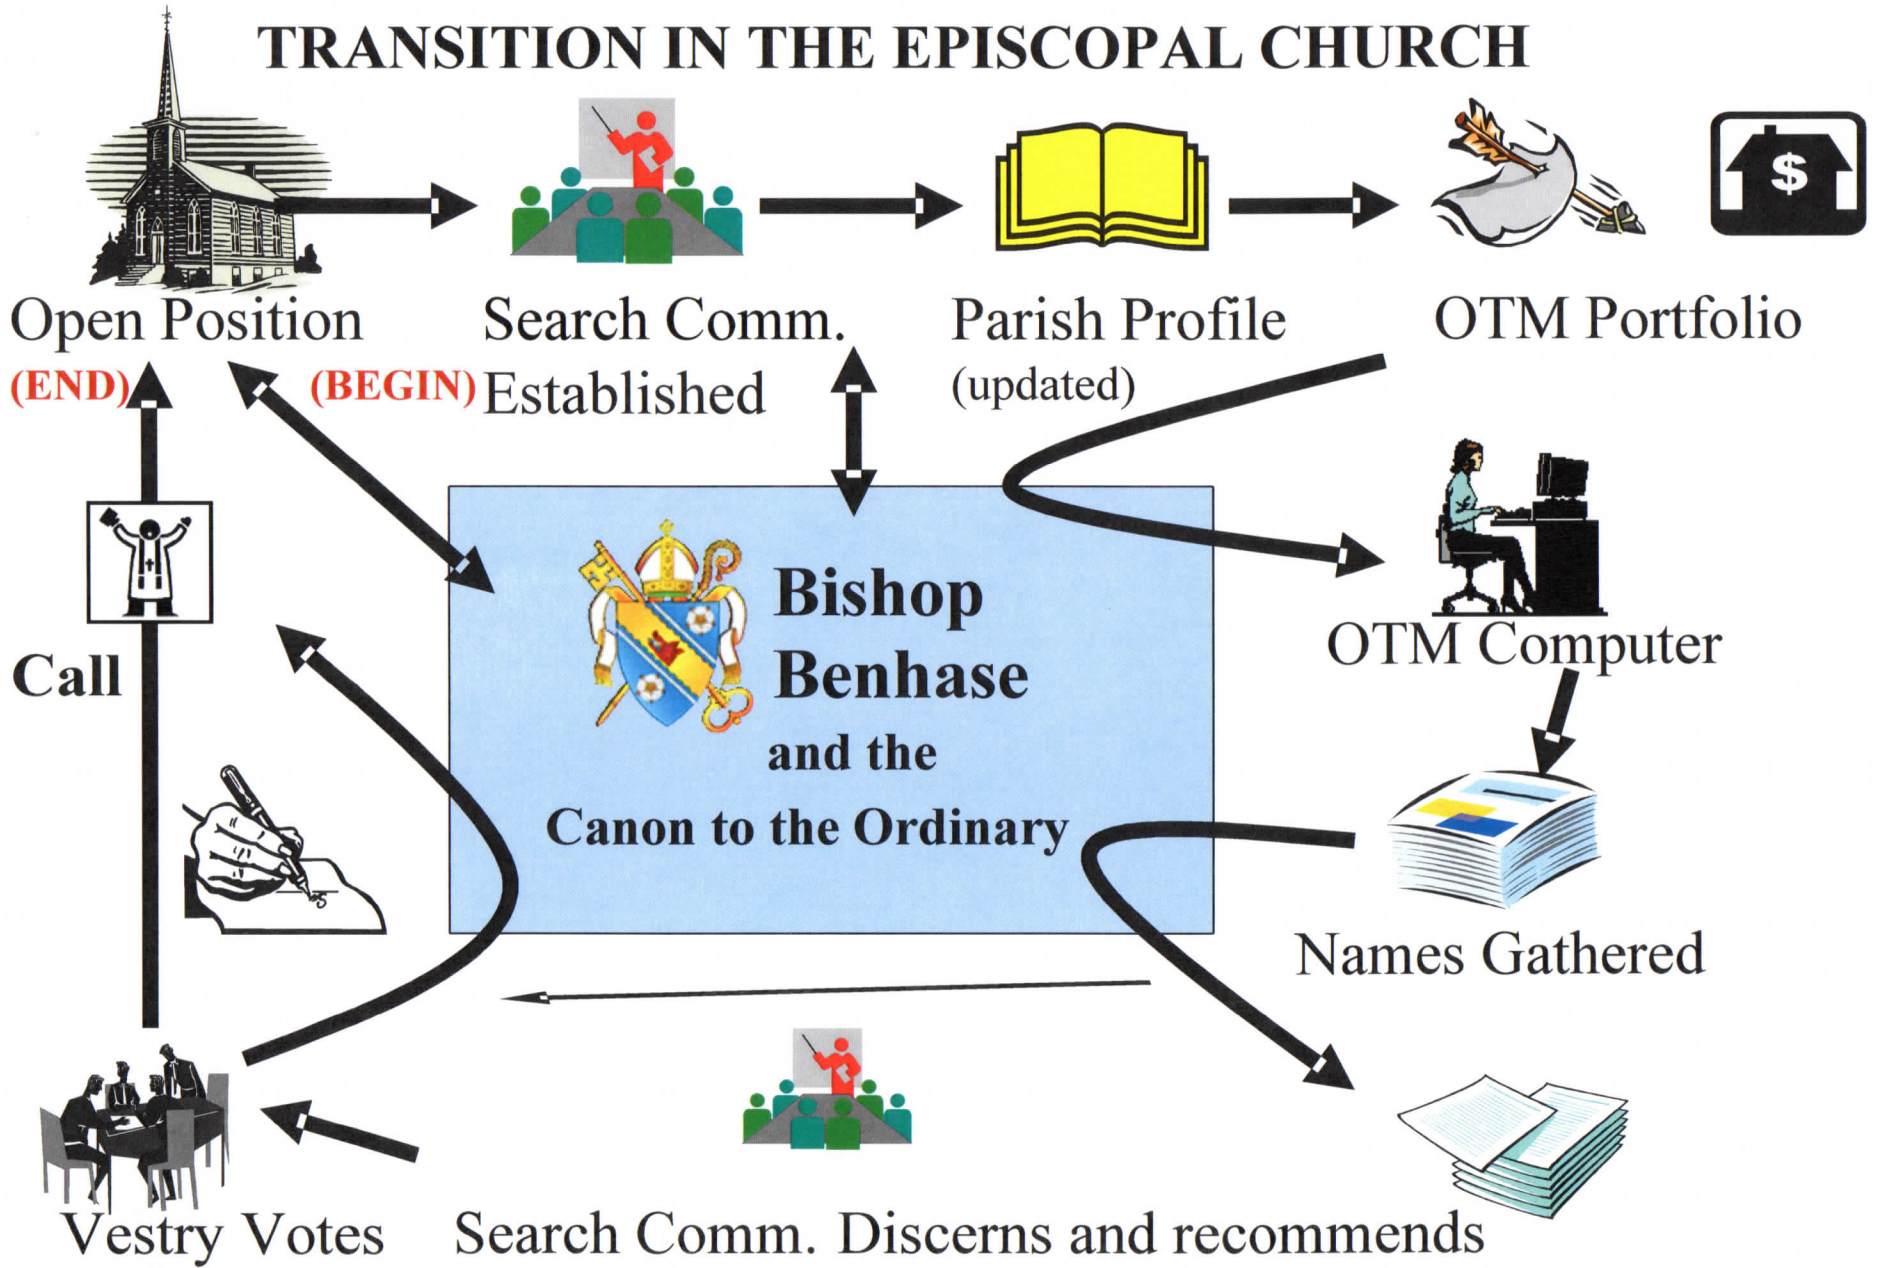 TRANSITION IN THE EPISCOPAL CHURCH
$
Open Position
(END)
(BEGIN)
Search Comm.
Established
Parish Profile
(updated)
OTM Portfolio
OTM Computer
Bishop
Benhase
and the
Canon to the Ordinary
Call
Names Gathered
Vestry Votes
Search Comm. Discerns and recommends